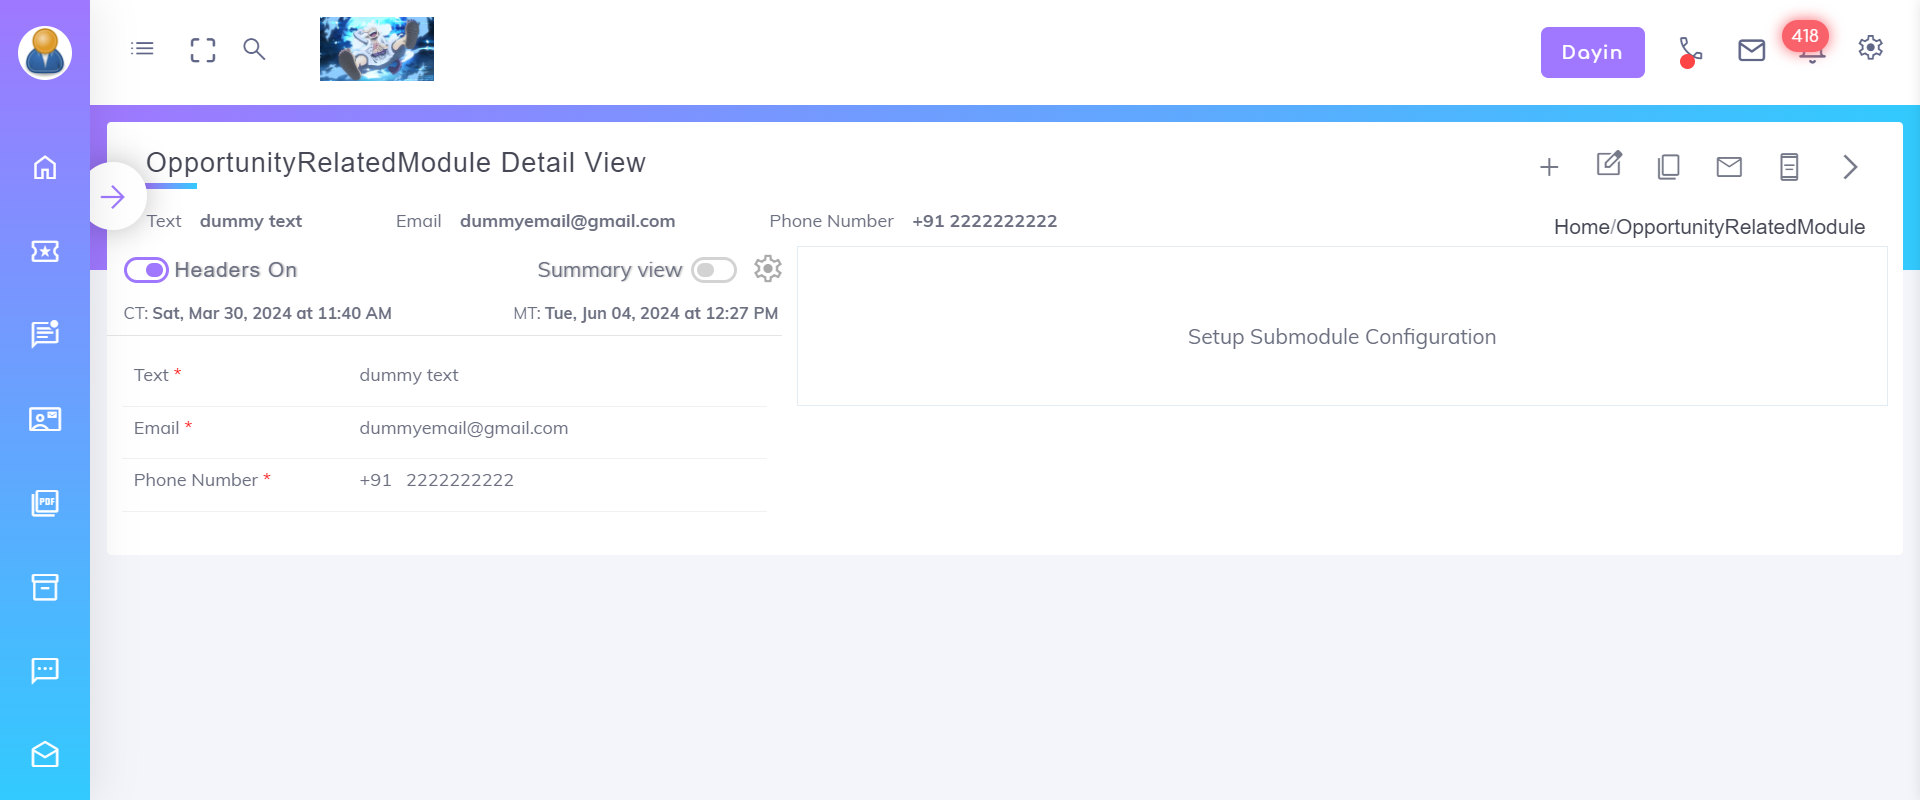 Dayin
418
OpportunityRelatedModule Detail View
Text dummy text Email dummyemail@gmail.com Phone Number +91 2222222222
Home/OpportunityRelatedModule
Headers On Summary view
CT: Sat, Mar 30, 2024 at 11:40 AM MT: Tue, Jun 04, 2024 at 12:27 PM
Setup Submodule Configuration
Text * dummy text
Email * dummyemail@gmail.com
Phone Number * +91 2222222222
PDF